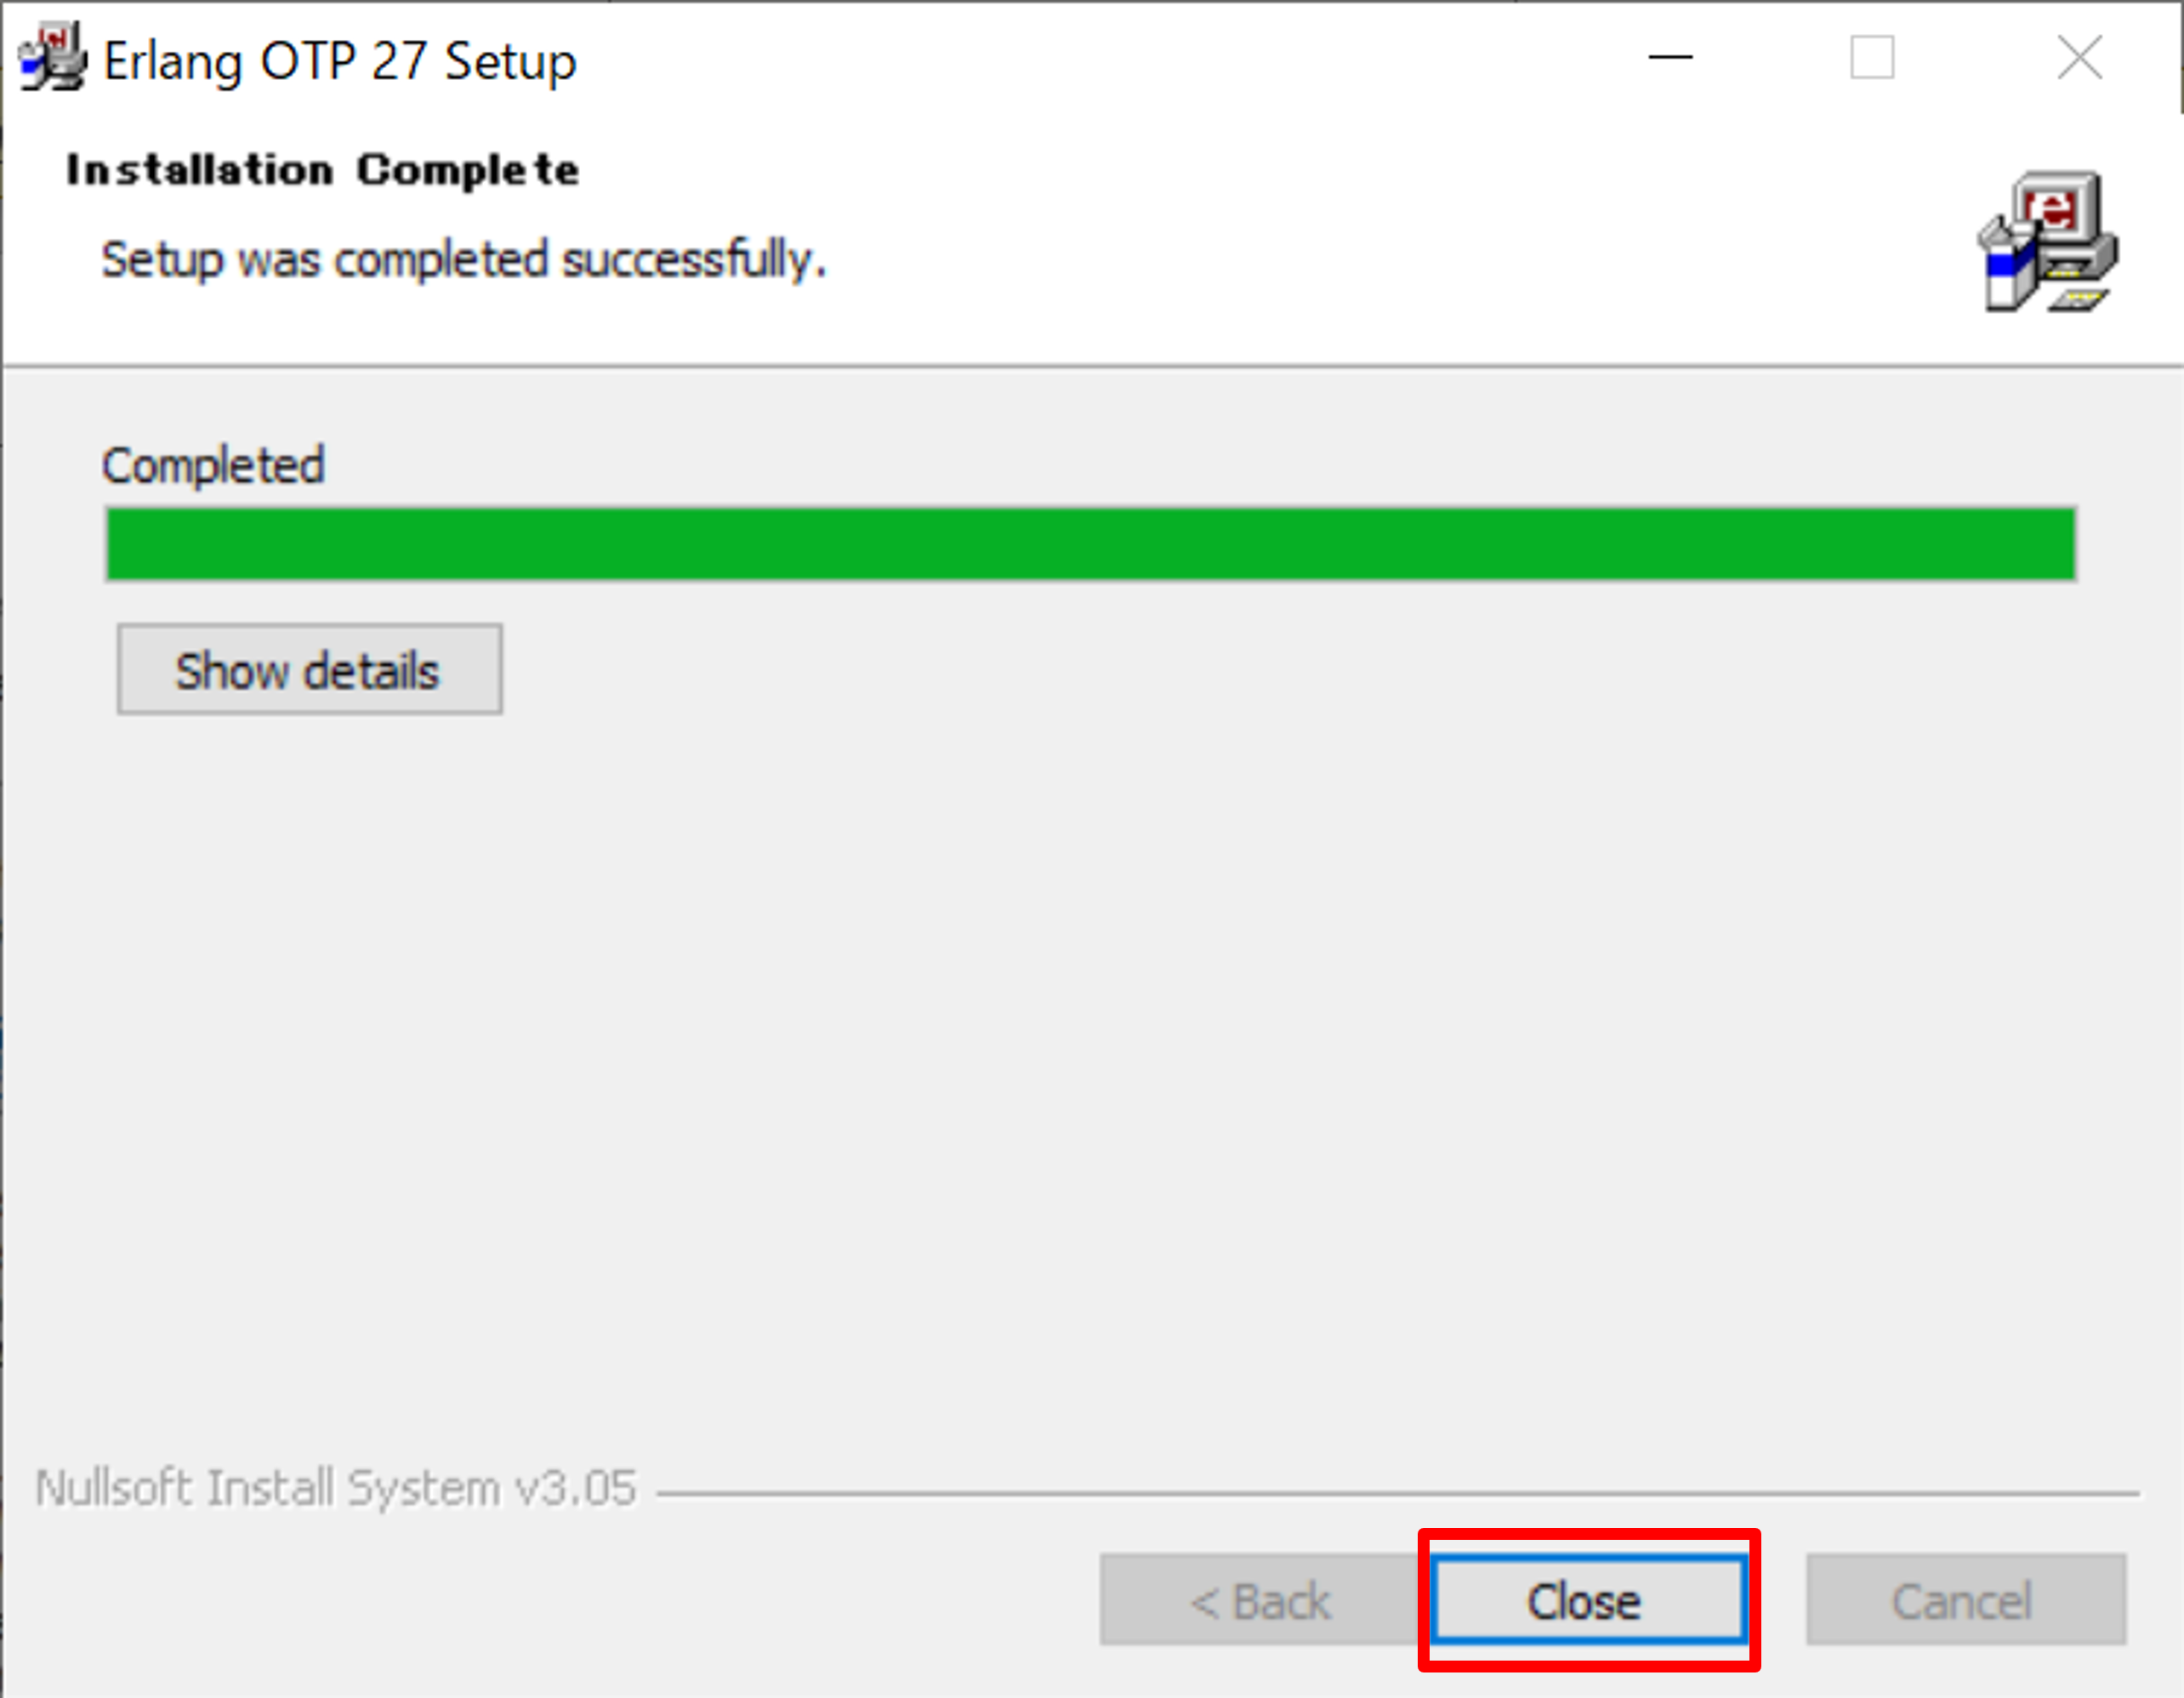 Erlang OTP 27 Setup
Installation Complete
Setup was completed successfully.
Completed
Show details
Nullsoft Install System v3.05
< Back
Close
Cancel